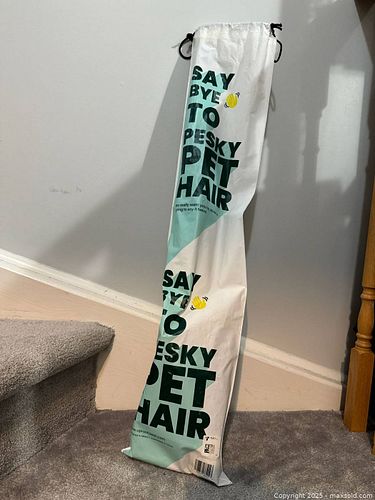 SAY
BYE
TO
PESKY
PET
HAIR
SAY
BYE
TO
PESKY
PET
HAIR
Copyright 2025 - maxsold.com